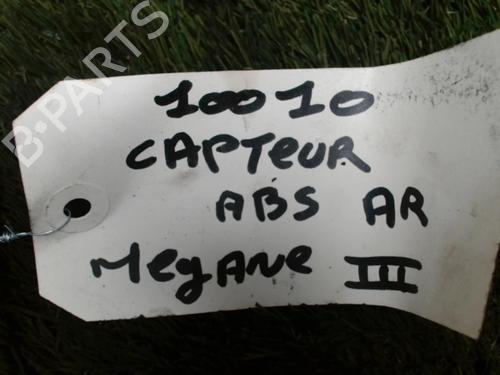 B-PARTS
10010
CAPTEUR
ABS AR
MEGANE III